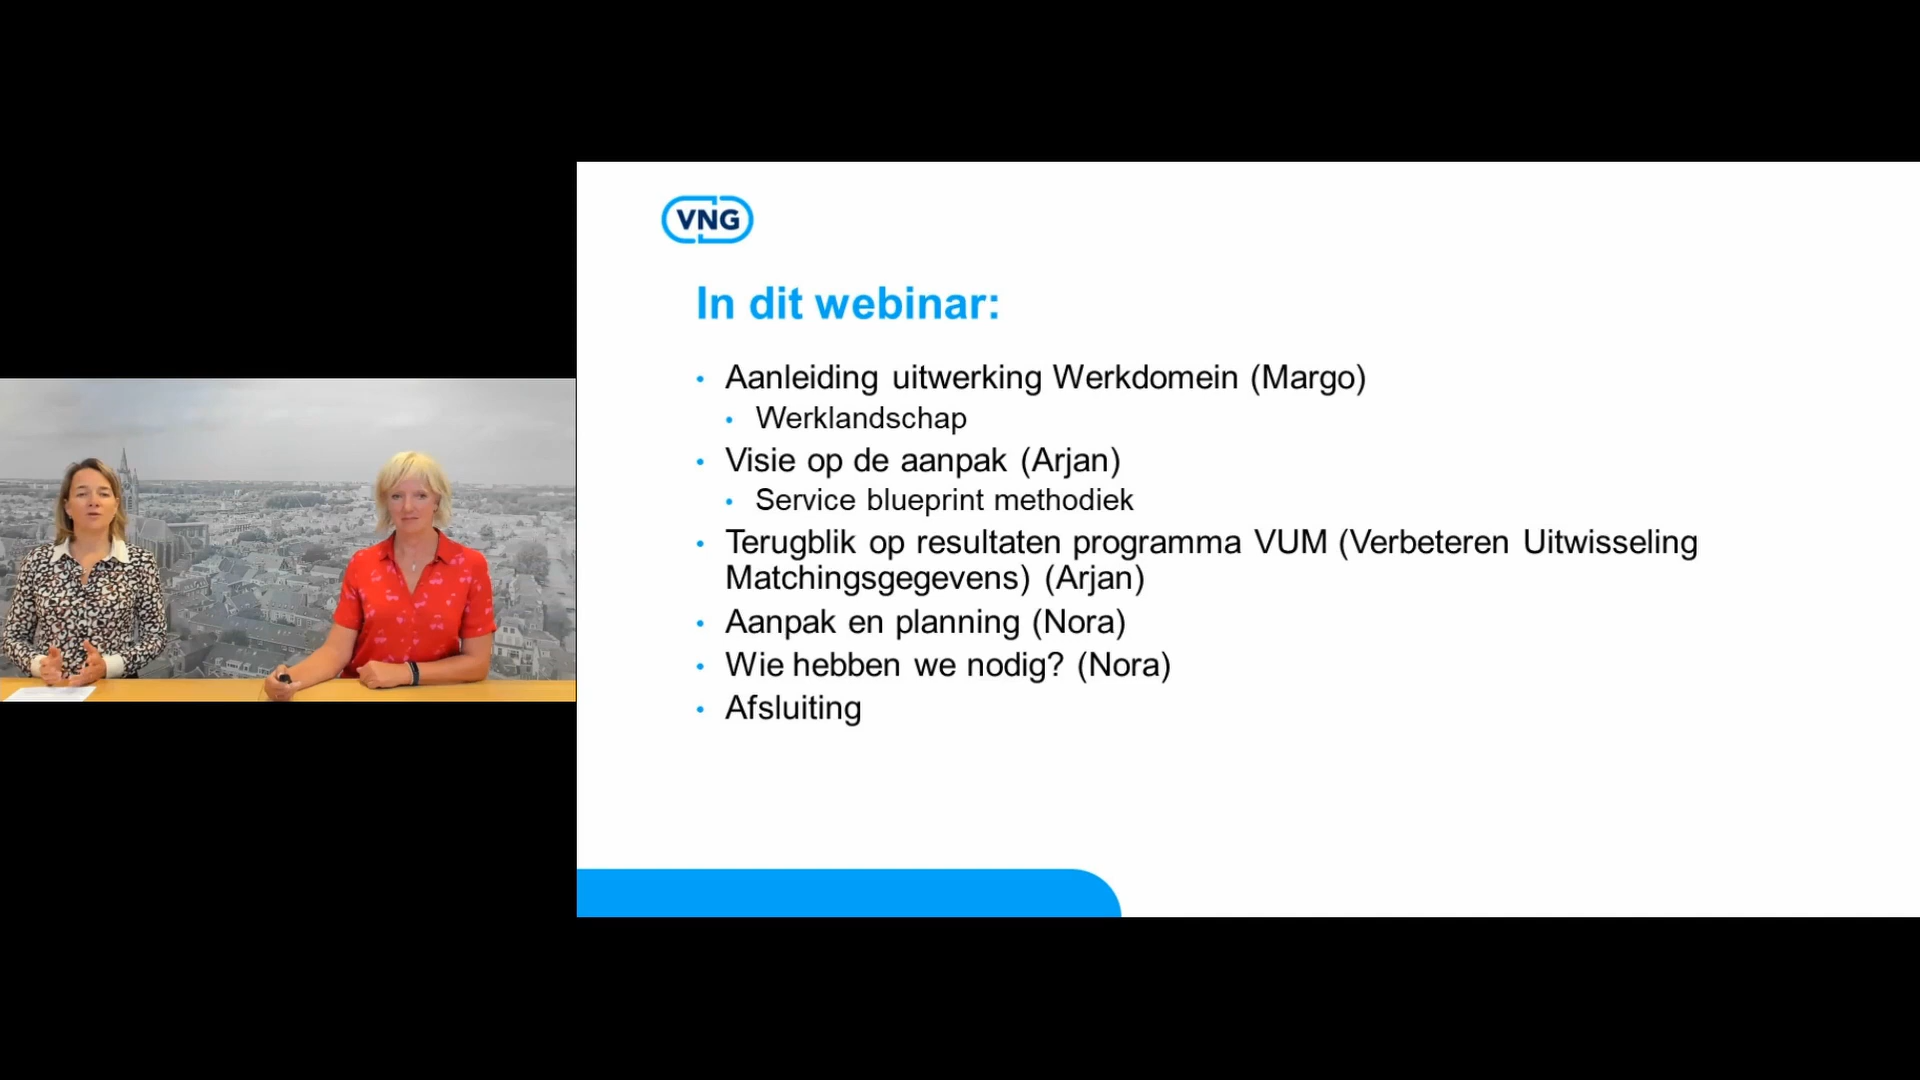 VNG
In dit webinar:
• Aanleiding uitwerking Werkdomein (Margo)
• Werklandschap
• Visie op de aanpak (Arjan)
• Service blueprint methodiek
• Terugblik op resultaten programma VUM (Verbeteren Uitwisseling
Matchingsgegevens) (Arjan)
• Aanpak en planning (Nora)
• Wie hebben we nodig? (Nora)
• Afsluiting